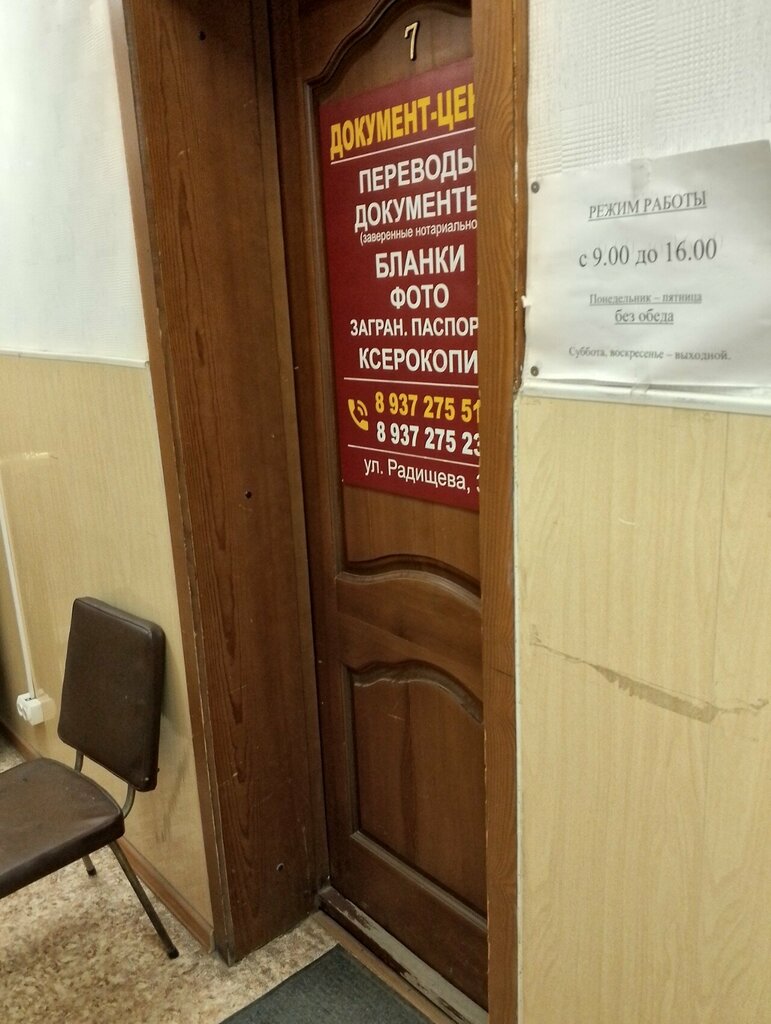 7
ДОКУМЕНТ-ЦЕН
ПЕРЕВОДЫ
ДОКУМЕНТЫ
(заверенные нотариально
БЛАНКИ
ФОТО
ЗАГРАН. ПАСПОР
КСЕРОКОПИ
8 937 275 51
8 937 275 23
ул. Радищева,
РЕЖИМ РАБОТЫ
с 9.00 до 16.00
Понедельник – пятница
без обеда
Суббота, воскресенье – выходной.